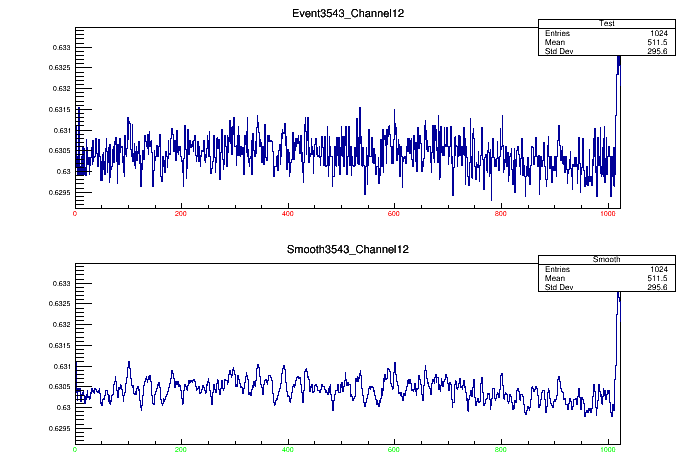 Event3543_Channel12
Test
Entries 1024
Mean 511.5
Std Dev 295.6
0.633
0.6325
0.632
0.6315
0.631
0.6305
0.63
0.6295
0 200 400 600 800 1000
Smooth3543_Channel12
Smooth
Entries 1024
Mean 511.5
Std Dev 295.6
0.633
0.6325
0.632
0.6315
0.631
0.6305
0.63
0.6295
0 200 400 600 800 1000